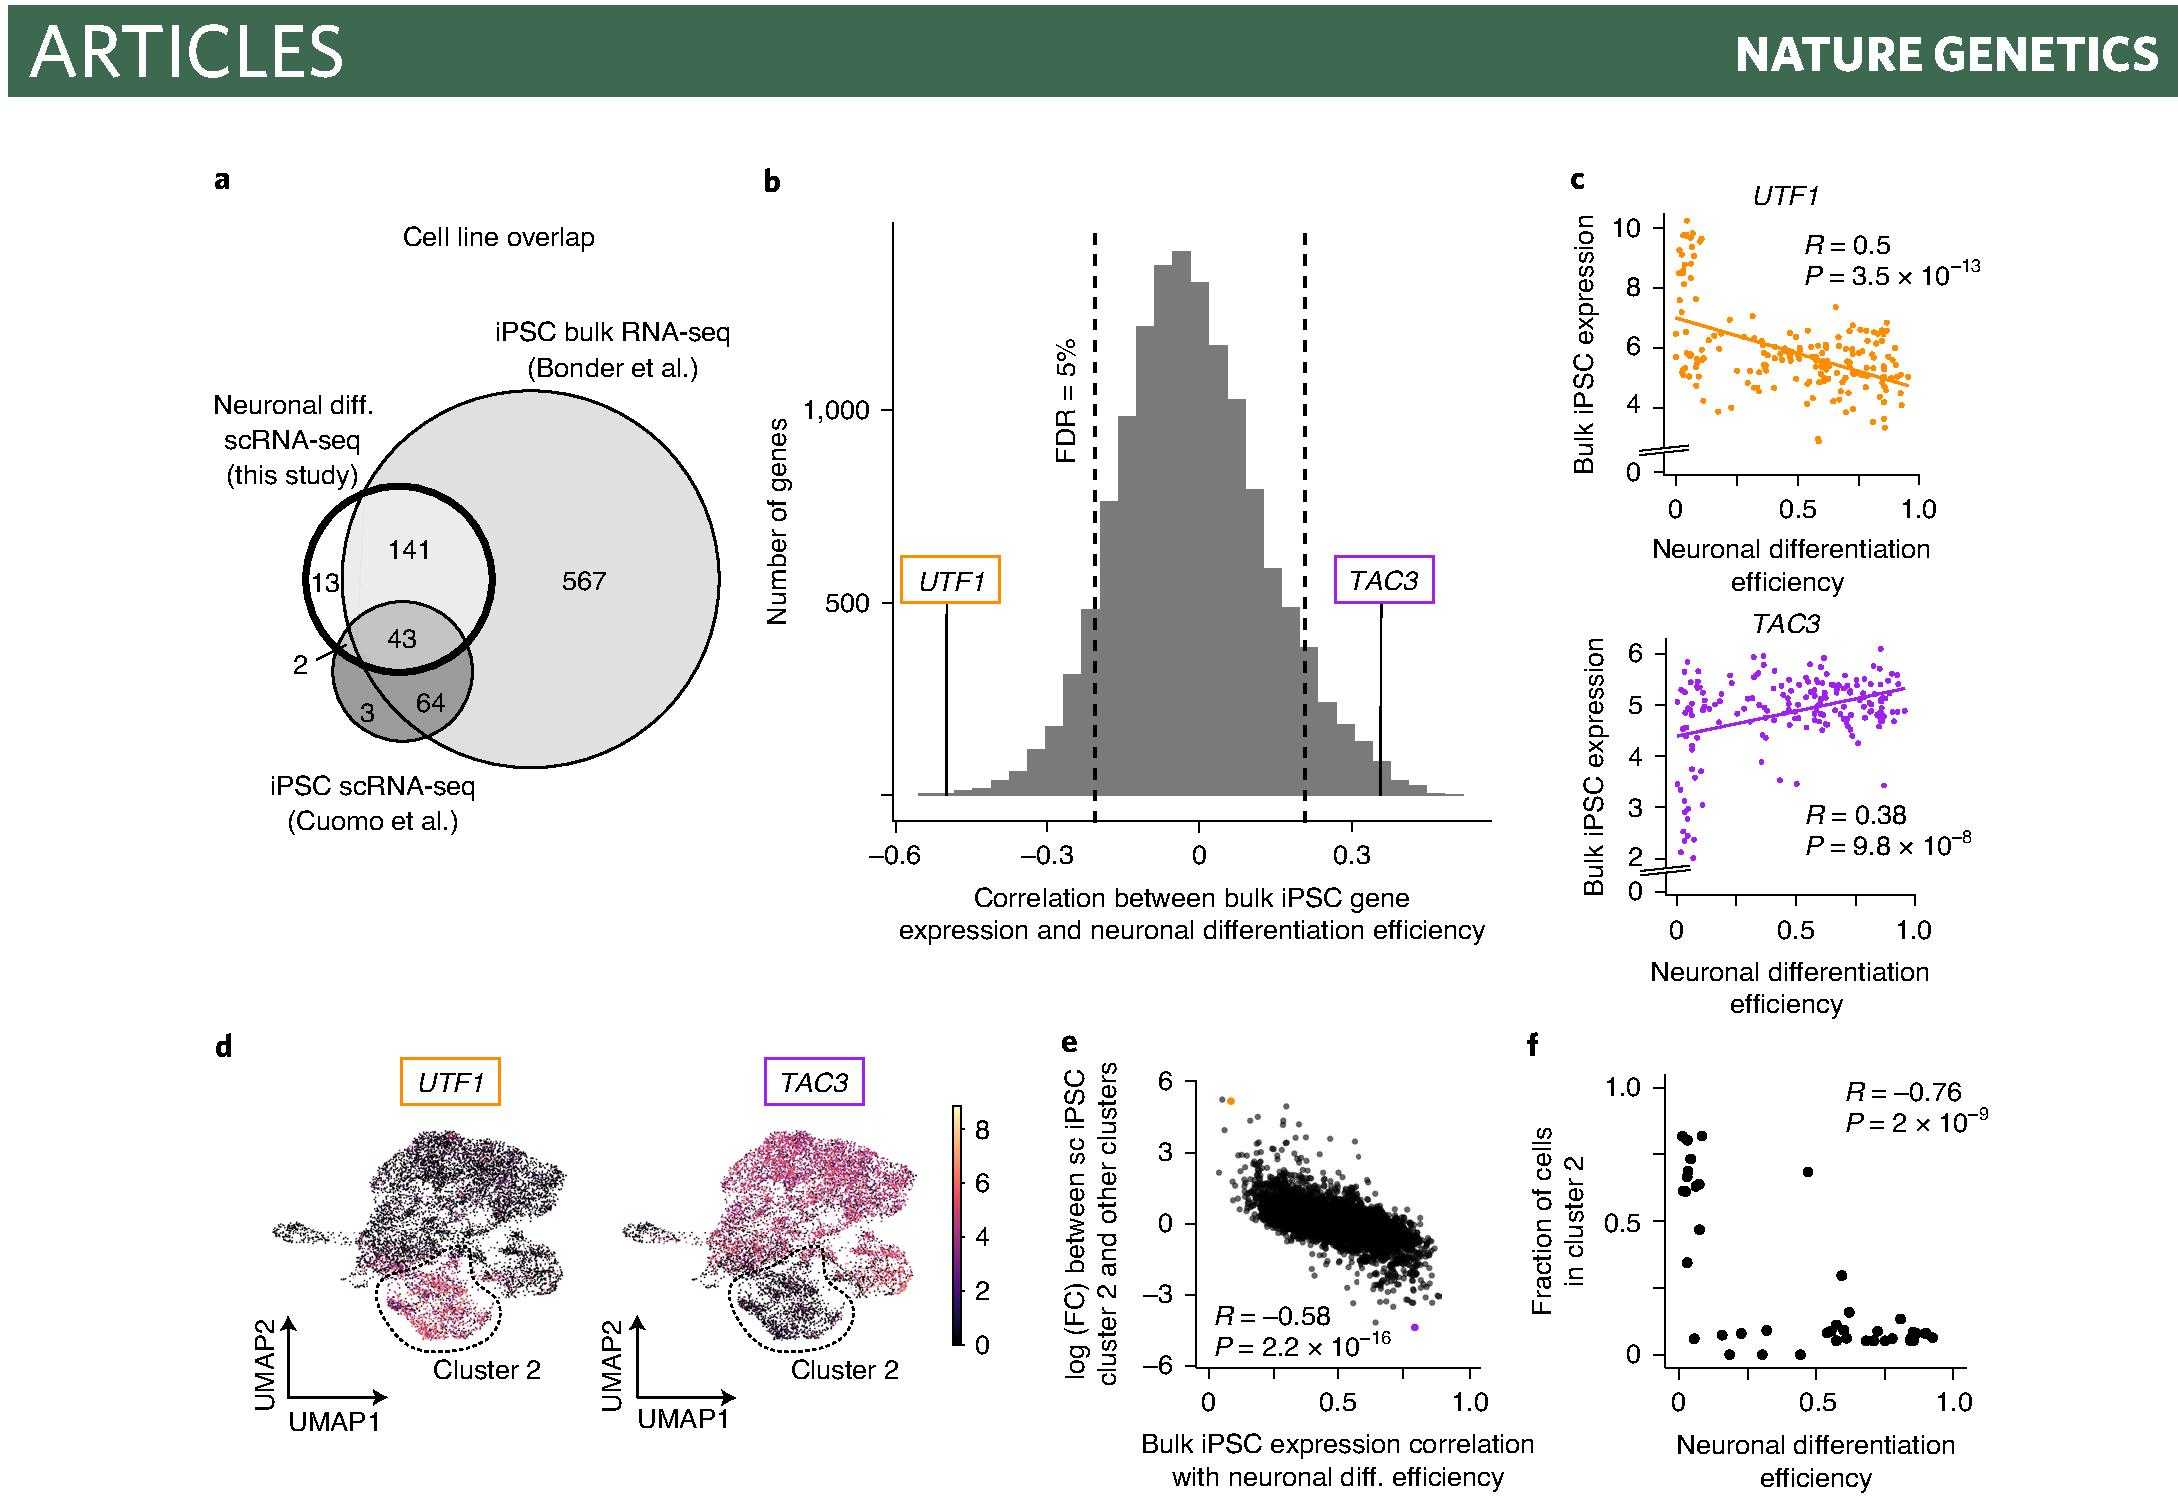 ARTICLES
NATURE GENETICS
a
Cell line overlap
iPSC bulk RNA-seq
(Bonder et al.)
Neuronal diff.
scRNA-seq
(this study)
141
13
567
43
2
3
64
iPSC scRNA-seq
(Cuomo et al.)
b
Number of genes
1,000
500
FDR = 5%
UTF1
TAC3
–0.6
–0.3
0
0.3
Correlation between bulk iPSC gene
expression and neuronal differentiation efficiency
c
UTF1
Bulk iPSC expression
10
8
6
4
0
R = 0.5
P = 3.5 × 10–13
0
0.5
1.0
Neuronal differentiation
efficiency
TAC3
Bulk iPSC expression
6
5
4
3
2
0
R = 0.38
P = 9.8 × 10–8
0
0.5
1.0
Neuronal differentiation
efficiency
d
UTF1
TAC3
8
6
4
2
0
Cluster 2
Cluster 2
UMAP2
UMAP1
UMAP2
UMAP1
e
log (FC) between sc iPSC
cluster 2 and other clusters
6
3
0
–3
–6
R = –0.58
P = 2.2 × 10–16
0
0.5
1.0
Bulk iPSC expression correlation
with neuronal diff. efficiency
f
Fraction of cells
in cluster 2
1.0
0.5
0
R = –0.76
P = 2 × 10–9
0
0.5
1.0
Neuronal differentiation
efficiency